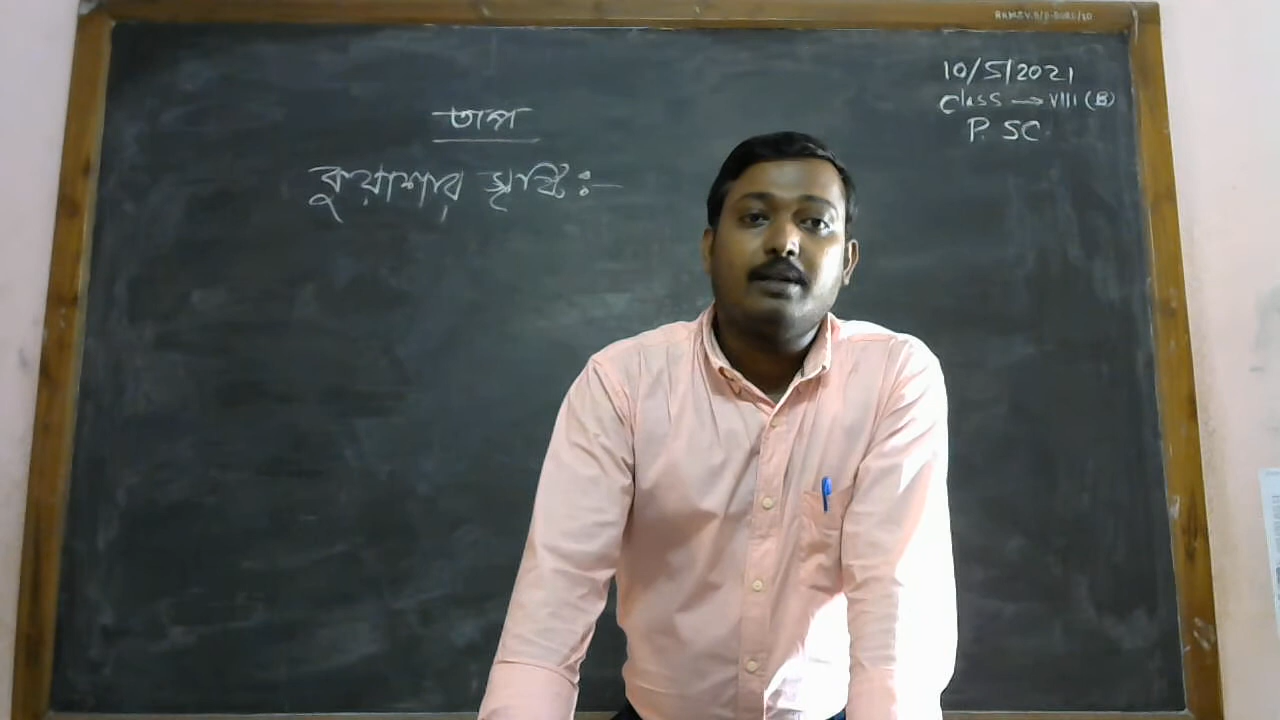 10/5/2021
Class → VIII (B)
P. SC
তাপ
কুয়াশার সৃষ্টি :-